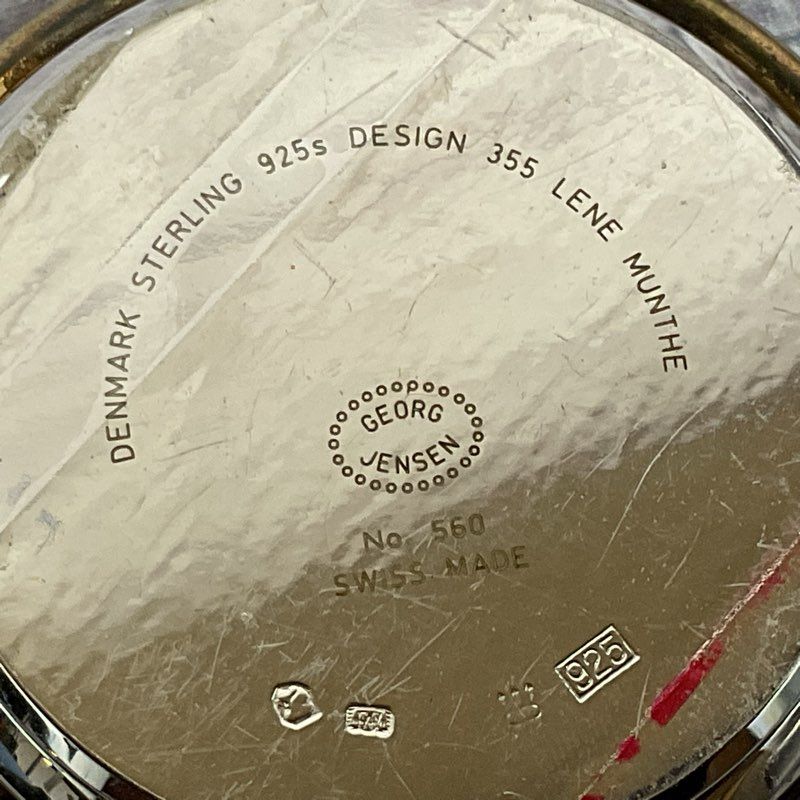 DENMARK STERLING 925s DESIGN 355 LENE MUNTHE
GEORG
JENSEN
No. 560
SWISS MADE
925